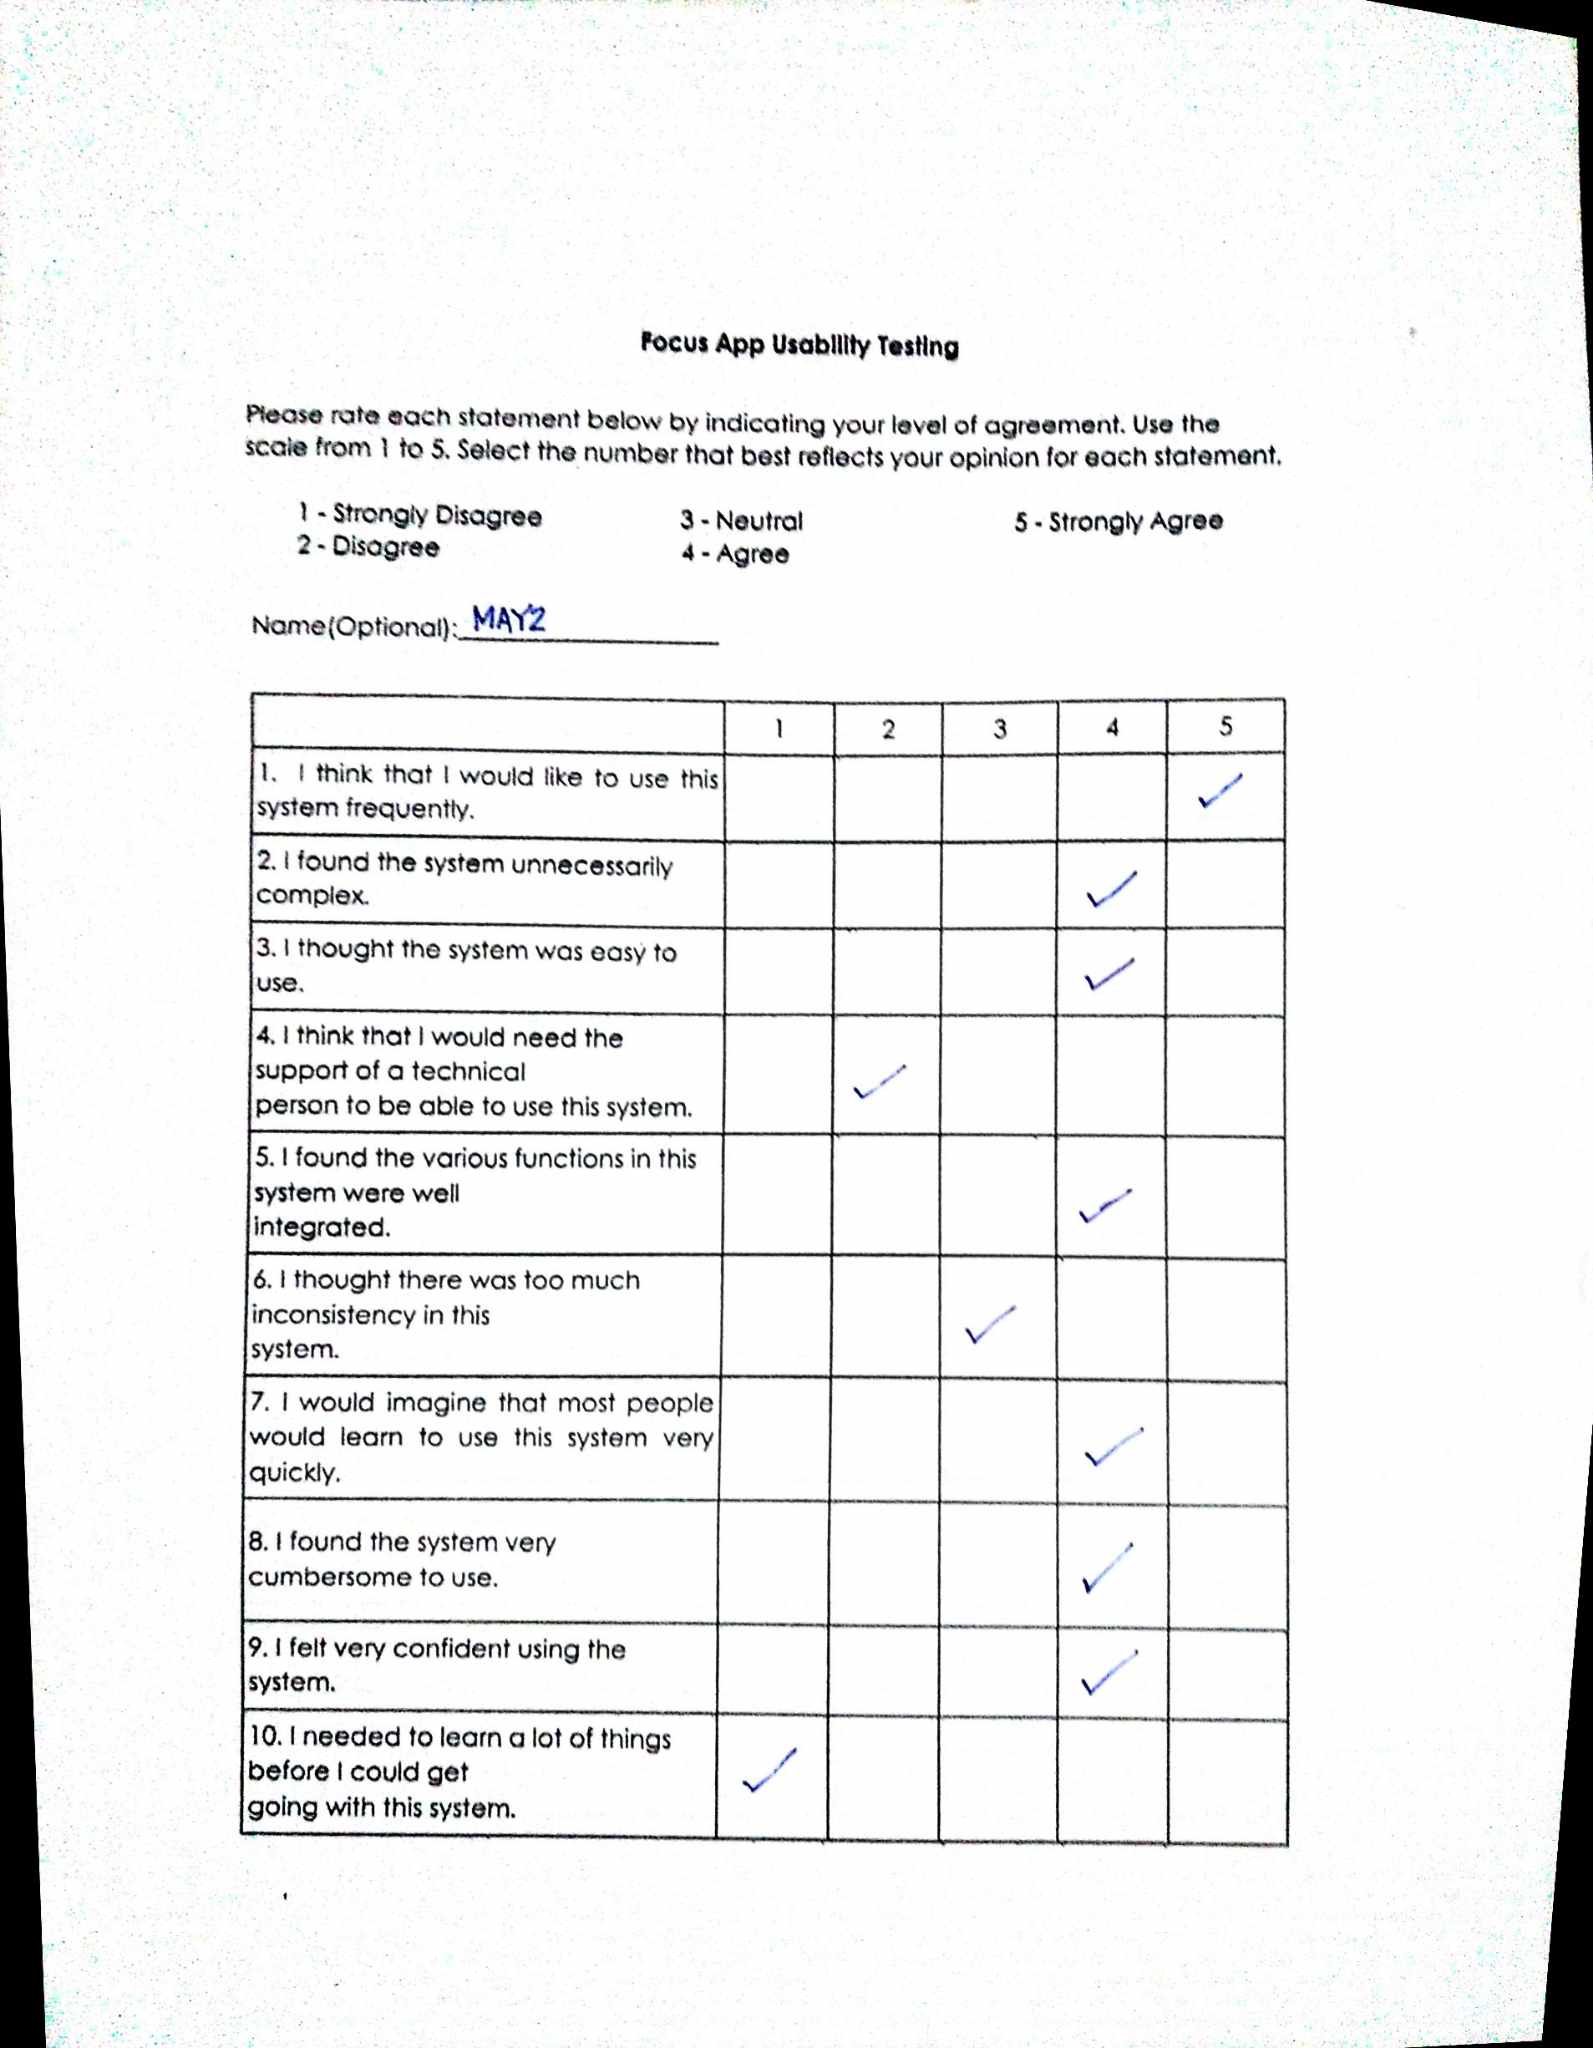 Focus App Usability Testing
Please rate each statement below by indicating your level of agreement. Use the
scale from 1 to 5. Select the number that best reflects your opinion for each statement.
1 - Strongly Disagree
2 - Disagree
3 - Neutral
4 - Agree
5 - Strongly Agree
Name(Optional): MAY2
1 2 3 4 5
1. I think that I would like to use this
system frequently. ✓
2. I found the system unnecessarily
complex. ✓
3. I thought the system was easy to
use. ✓
4. I think that I would need the
support of a technical ✓
person to be able to use this system.
5. I found the various functions in this
system were well ✓
integrated.
6. I thought there was too much
inconsistency in this ✓
system.
7. I would imagine that most people
would learn to use this system very ✓
quickly.
8. I found the system very
cumbersome to use. ✓
9. I felt very confident using the
system. ✓
10. I needed to learn a lot of things
before I could get ✓
going with this system.